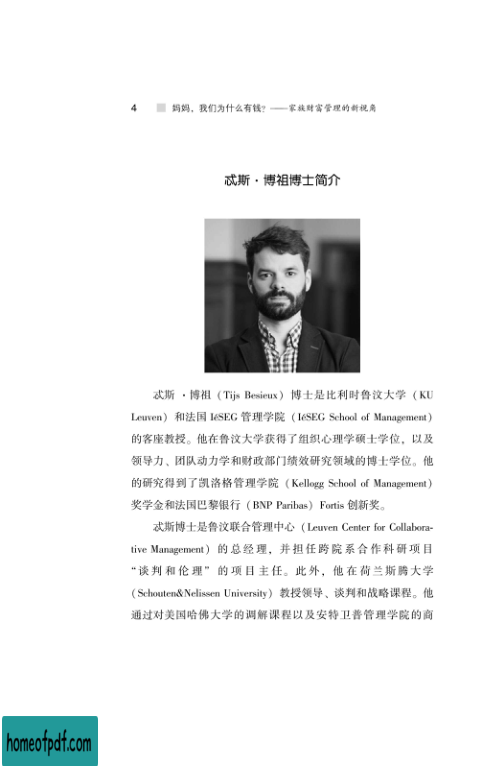 4 妈妈，我们为什么有钱？——家族财富管理的新视角
忒斯·博祖博士简介
忒斯 ·博祖（Tijs Besieux）博士是比利时鲁汶大学（KU
Leuven）和法国 IéSEG 管理学院（IéSEG School of Management）
的客座教授。他在鲁汶大学获得了组织心理学硕士学位，以及
领导力、团队动力学和财政部门绩效研究领域的博士学位。他
的研究得到了凯洛格管理学院（Kellogg School of Management）
奖学金和法国巴黎银行（BNP Paribas）Fortis 创新奖。
忒斯博士是鲁汶联合管理中心（Leuven Center for Collabora-
tive Management）的总经理，并担任跨院系合作科研项目
“谈判和伦理”的项目主任。此外，他在荷兰斯腾大学
（Schouten&Nelissen University）教授领导、谈判和战略课程。他
通过对美国哈佛大学的调解课程以及安特卫普管理学院的商
homeofpdf.com